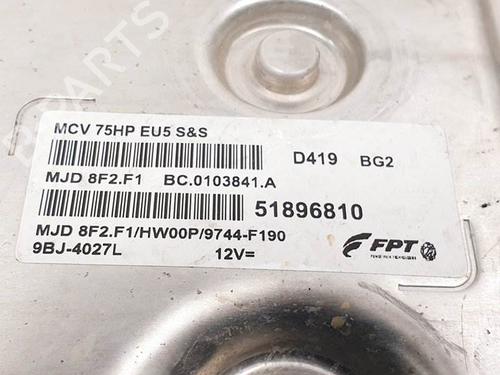 MCV 75HP EU5 S&S
D419 BG2
MJD 8F2.F1 BC.0103841.A
51896810
MJD 8F2.F1/HW00P/9744-F190
9BJ-4027L 12V=
FPT